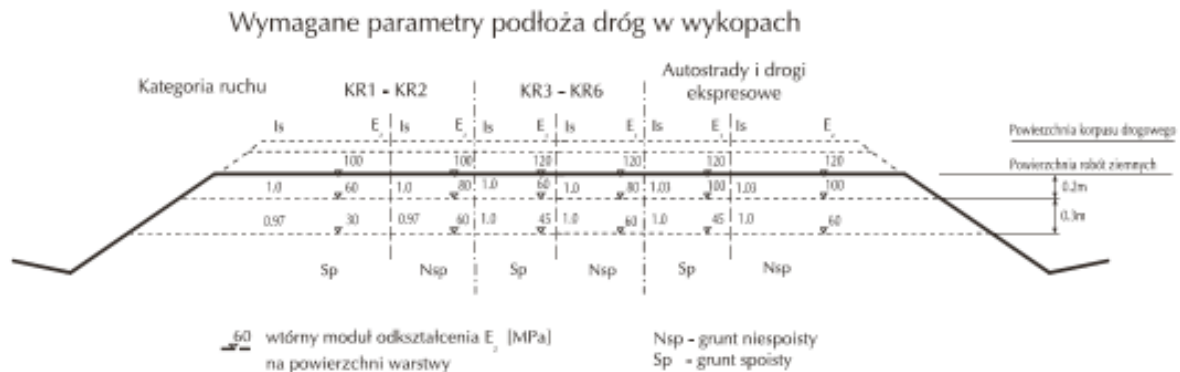 Wymagane parametry podłoża dróg w wykopach
Kategoria ruchu KR1 - KR2 KR3 - KR6 Autostrady i drogi
ekspresowe
Is E₂ Is E₂ Is E₂ Is E₂ Is E₂ Is E₂
Powierzchnia korpusu drogowego
100 100 120 120 120 120
Powierzchnia robót ziemnych
1.0 60 1.0 80 1.0 60 1.0 80 1.03 100 1.03 100 0.2m
0.97 30 0.97 60 1.0 45 1.0 60 1.0 45 1.0 60 0.3m
Sp Nsp Sp Nsp Sp Nsp
60 wtórny moduł odkształcenia E₂ [MPa]
na powierzchni warstwy
Nsp - grunt niespoisty
Sp - grunt spoisty